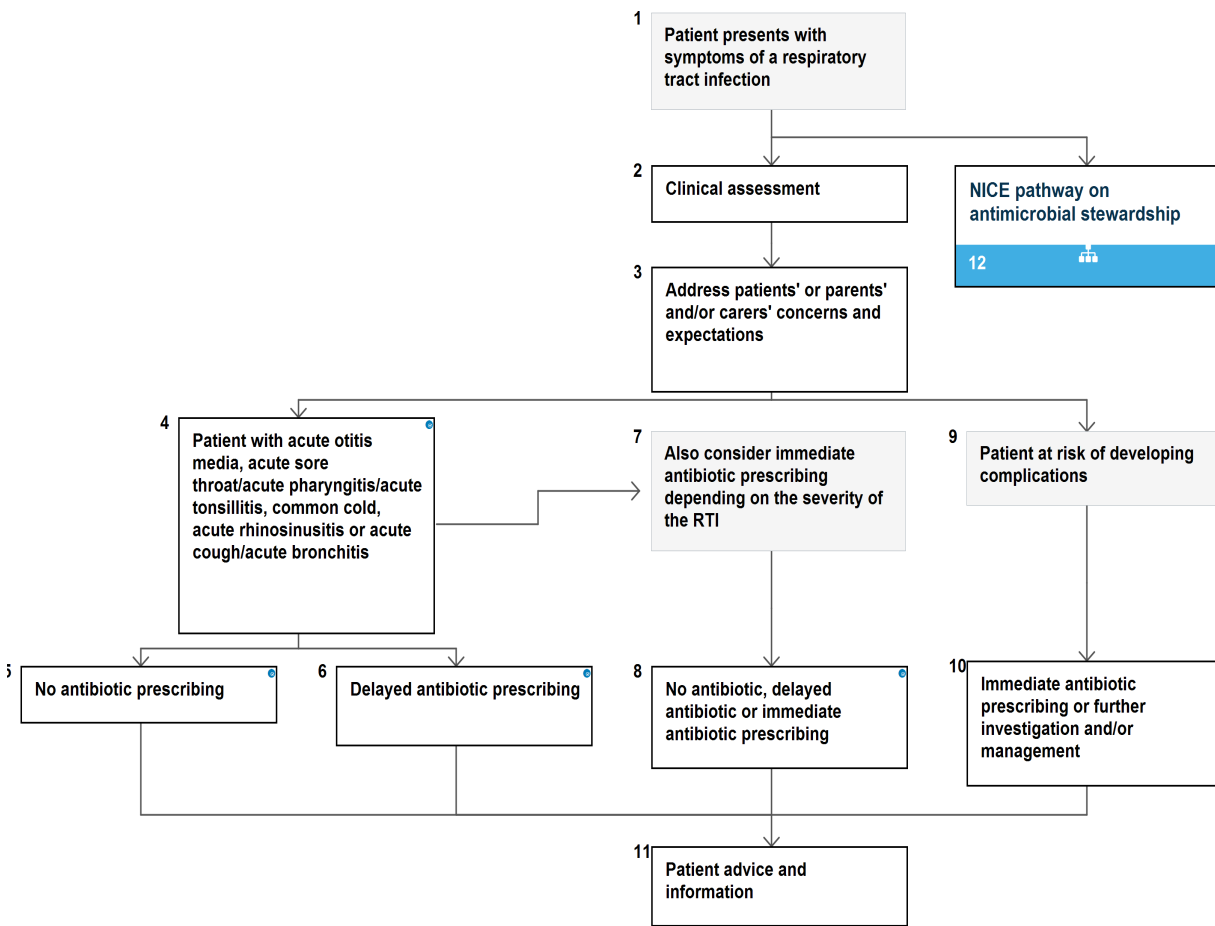 1
Patient presents with
symptoms of a respiratory
tract infection
2
Clinical assessment
NICE pathway on
antimicrobial stewardship
12
3
Address patients' or parents'
and/or carers' concerns and
expectations
4
Patient with acute otitis
media, acute sore
throat/acute pharyngitis/acute
tonsillitis, common cold,
acute rhinosinusitis or acute
cough/acute bronchitis
7
Also consider immediate
antibiotic prescribing
depending on the severity of
the RTI
9
Patient at risk of developing
complications
5
No antibiotic prescribing
6
Delayed antibiotic prescribing
8
No antibiotic, delayed
antibiotic or immediate
antibiotic prescribing
10
Immediate antibiotic
prescribing or further
investigation and/or
management
11
Patient advice and
information